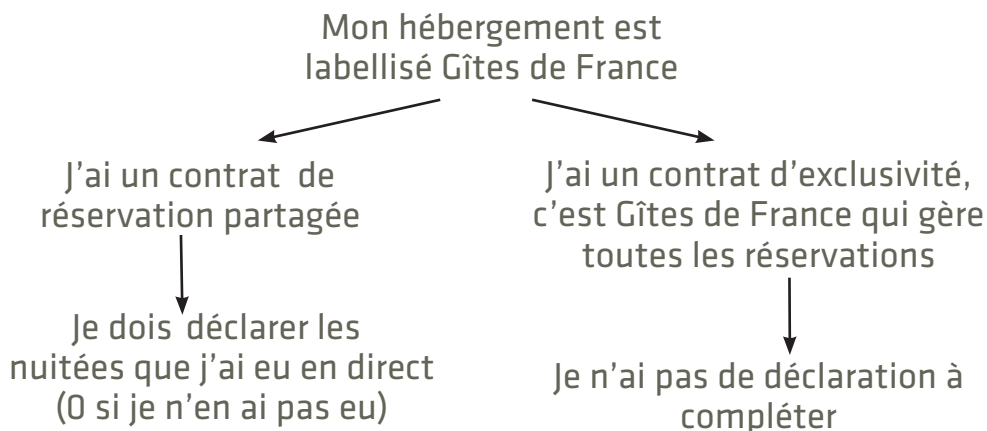 Mon hébergement est
labellisé Gîtes de France
J'ai un contrat de
réservation partagée
Je dois déclarer les
nuitées que j'ai eu en direct
(0 si je n'en ai pas eu)
J'ai un contrat d'exclusivité,
c'est Gîtes de France qui gère
toutes les réservations
Je n'ai pas de déclaration à
compléter